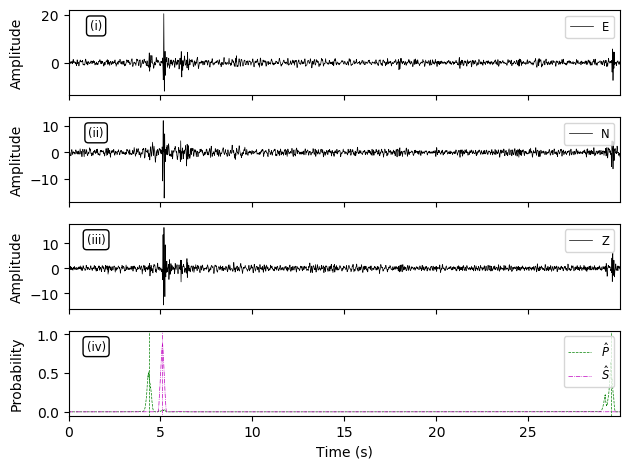 (i)
E
20
0
Amplitude
(ii)
N
10
0
−10
Amplitude
(iii)
Z
10
0
−10
Amplitude
(iv)
P̂
Ŝ
1.0
0.5
0.0
Probability
0 5 10 15 20 25
Time (s)